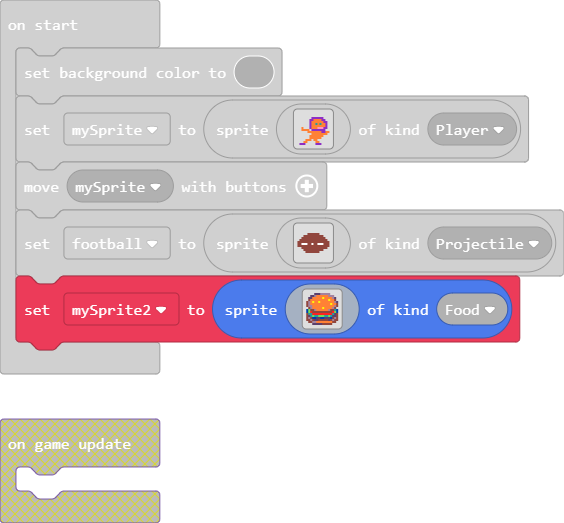 on start
set background color to
set mySprite to sprite of kind Player
move mySprite with buttons
set football to sprite of kind Projectile
set mySprite2 to sprite of kind Food
on game update